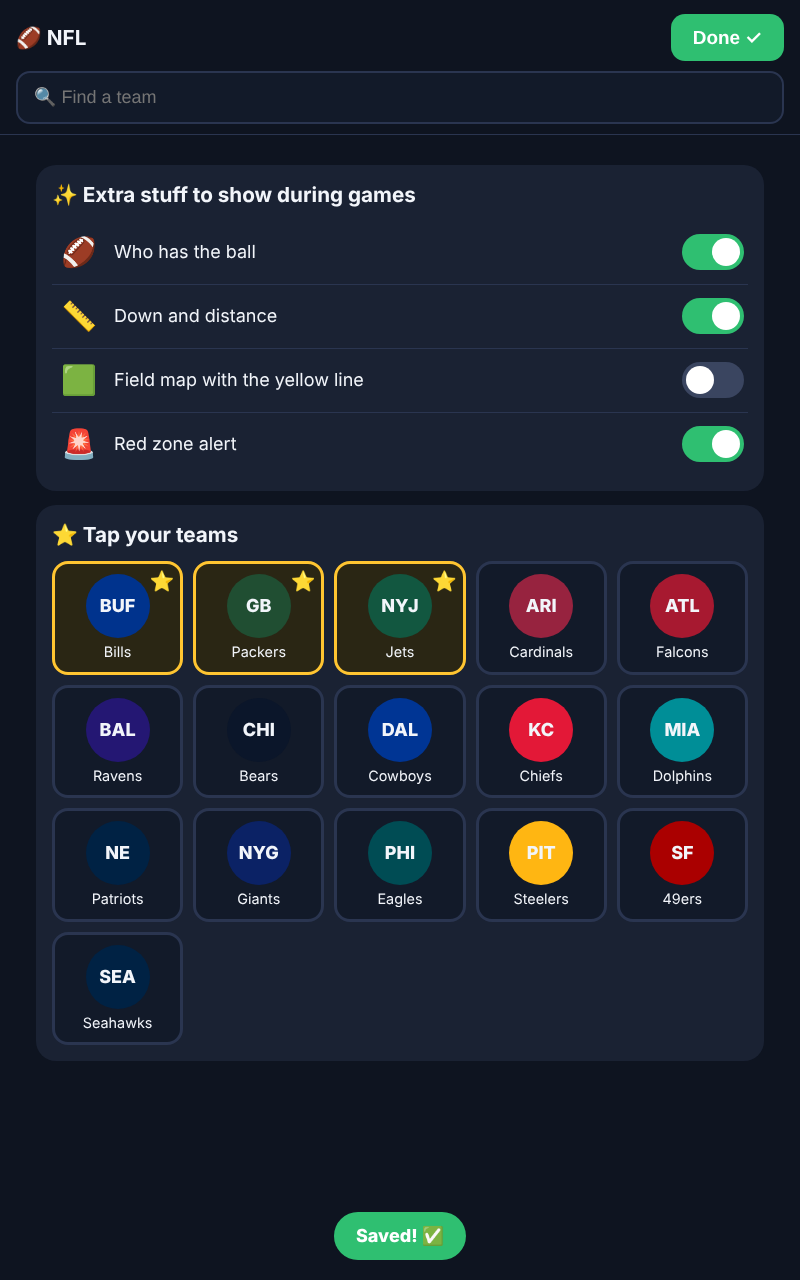 🏈 NFL
Done ✓
🔍 Find a team
✨ Extra stuff to show during games
Who has the ball
Down and distance
Field map with the yellow line
Red zone alert
⭐ Tap your teams
BUF
Bills
GB
Packers
NYJ
Jets
ARI
Cardinals
ATL
Falcons
BAL
Ravens
CHI
Bears
DAL
Cowboys
KC
Chiefs
MIA
Dolphins
NE
Patriots
NYG
Giants
PHI
Eagles
PIT
Steelers
SF
49ers
SEA
Seahawks
Saved! ✅